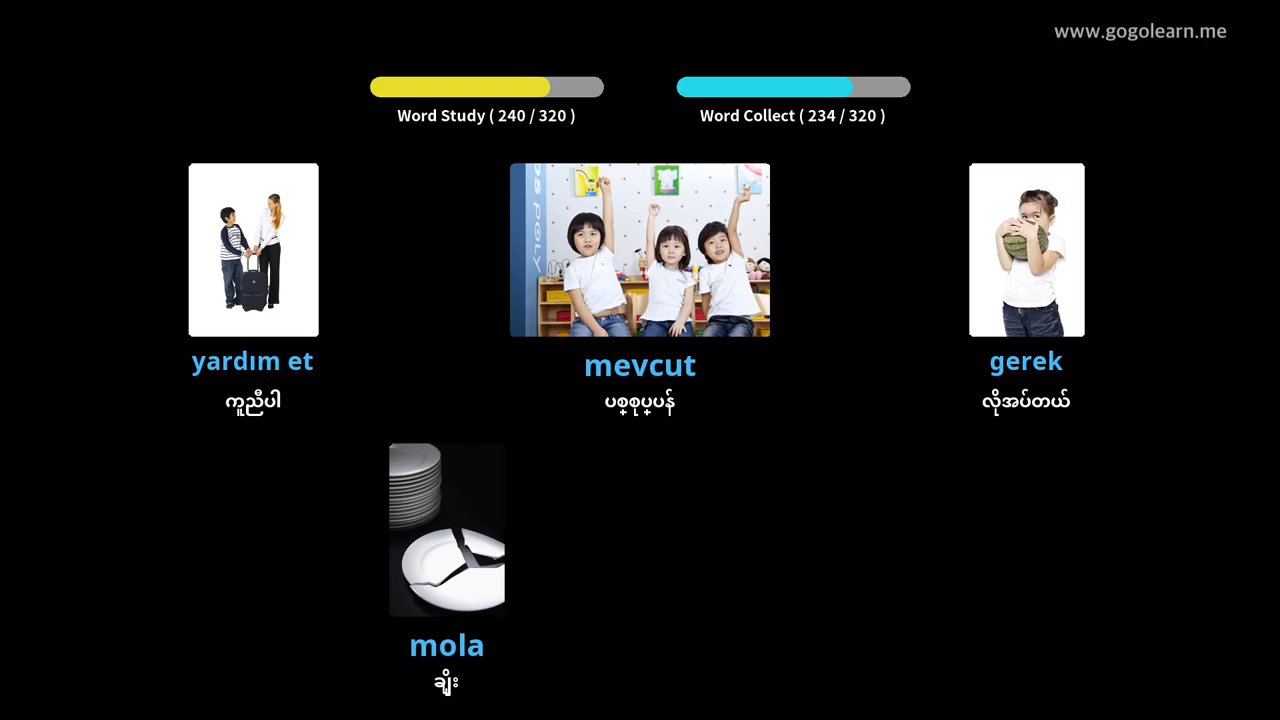 www.gogolearn.me
Word Study ( 240 / 320 )
Word Collect ( 234 / 320 )
yardım et
mevcut
gerek
ကူညီပါ
ပစ္စုပ္ပန်
လိုအပ်တယ်
mola
ချိုး